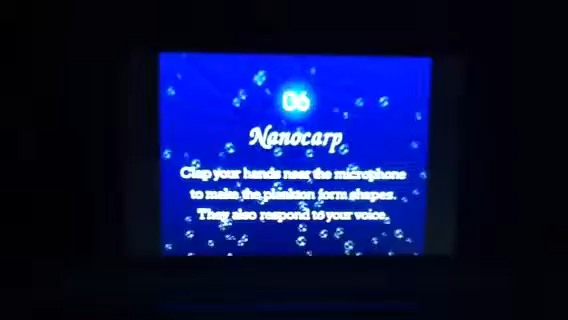 06
Nanocarp
Clap your hands near the microphone
to make the plankton form shapes.
They also respond to your voice.